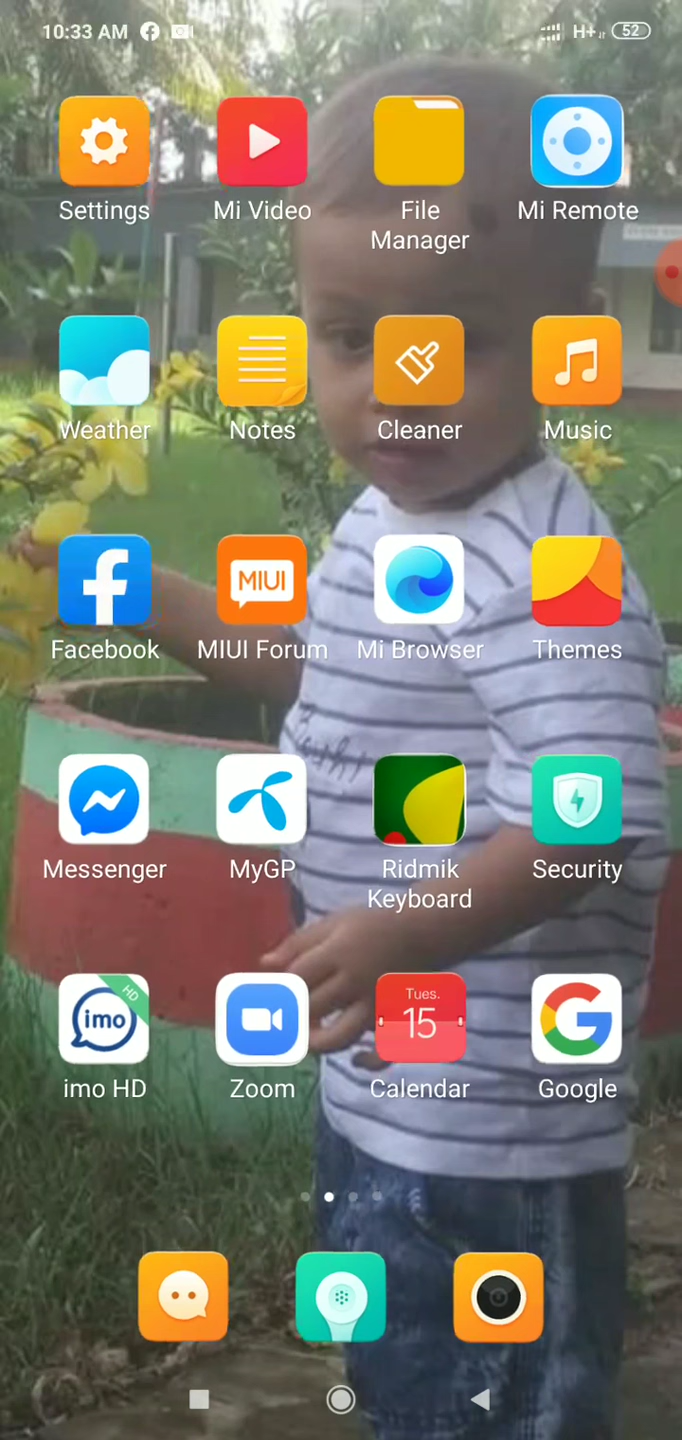 10:33 AM H+ 52
Settings Mi Video File Manager Mi Remote
Weather Notes Cleaner Music
MIUI
Facebook MIUI Forum Mi Browser Themes
Messenger MyGP Ridmik Keyboard Security
HD
imo
Tues.
15
imo HD Zoom Calendar Google